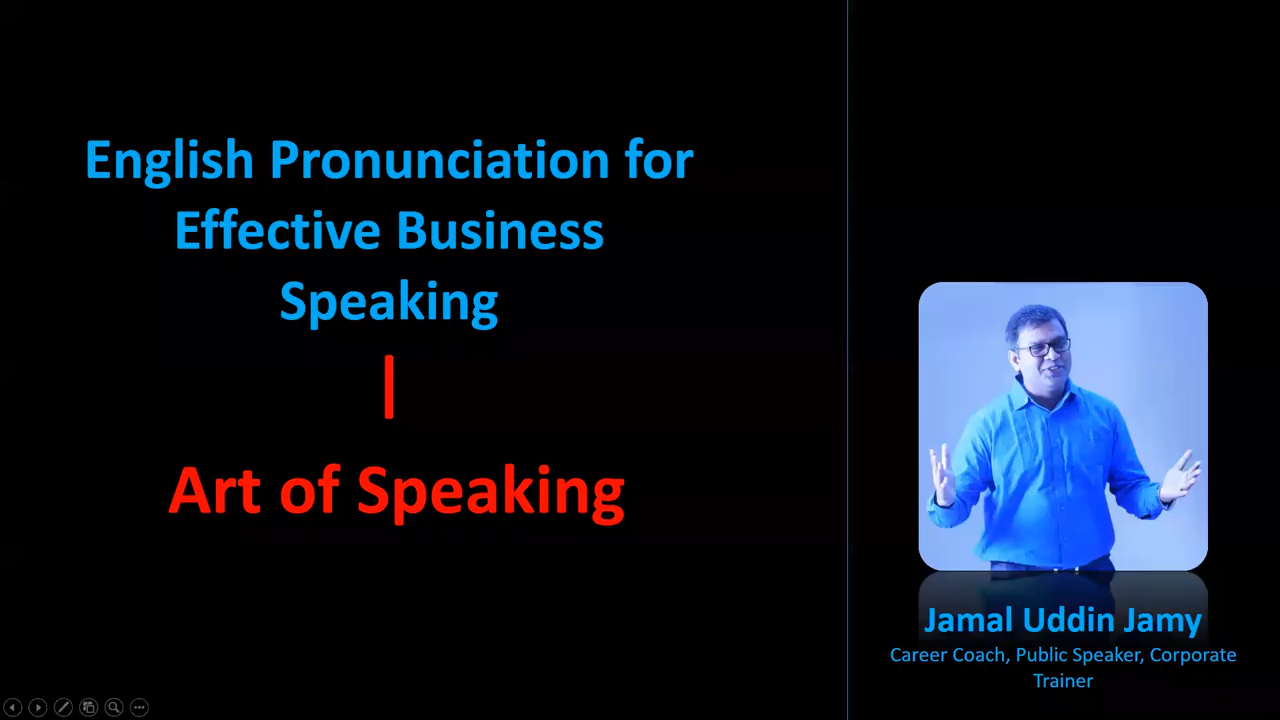 English Pronunciation for
Effective Business
Speaking
|
Art of Speaking
Jamal Uddin Jamy
Career Coach, Public Speaker, Corporate
Trainer